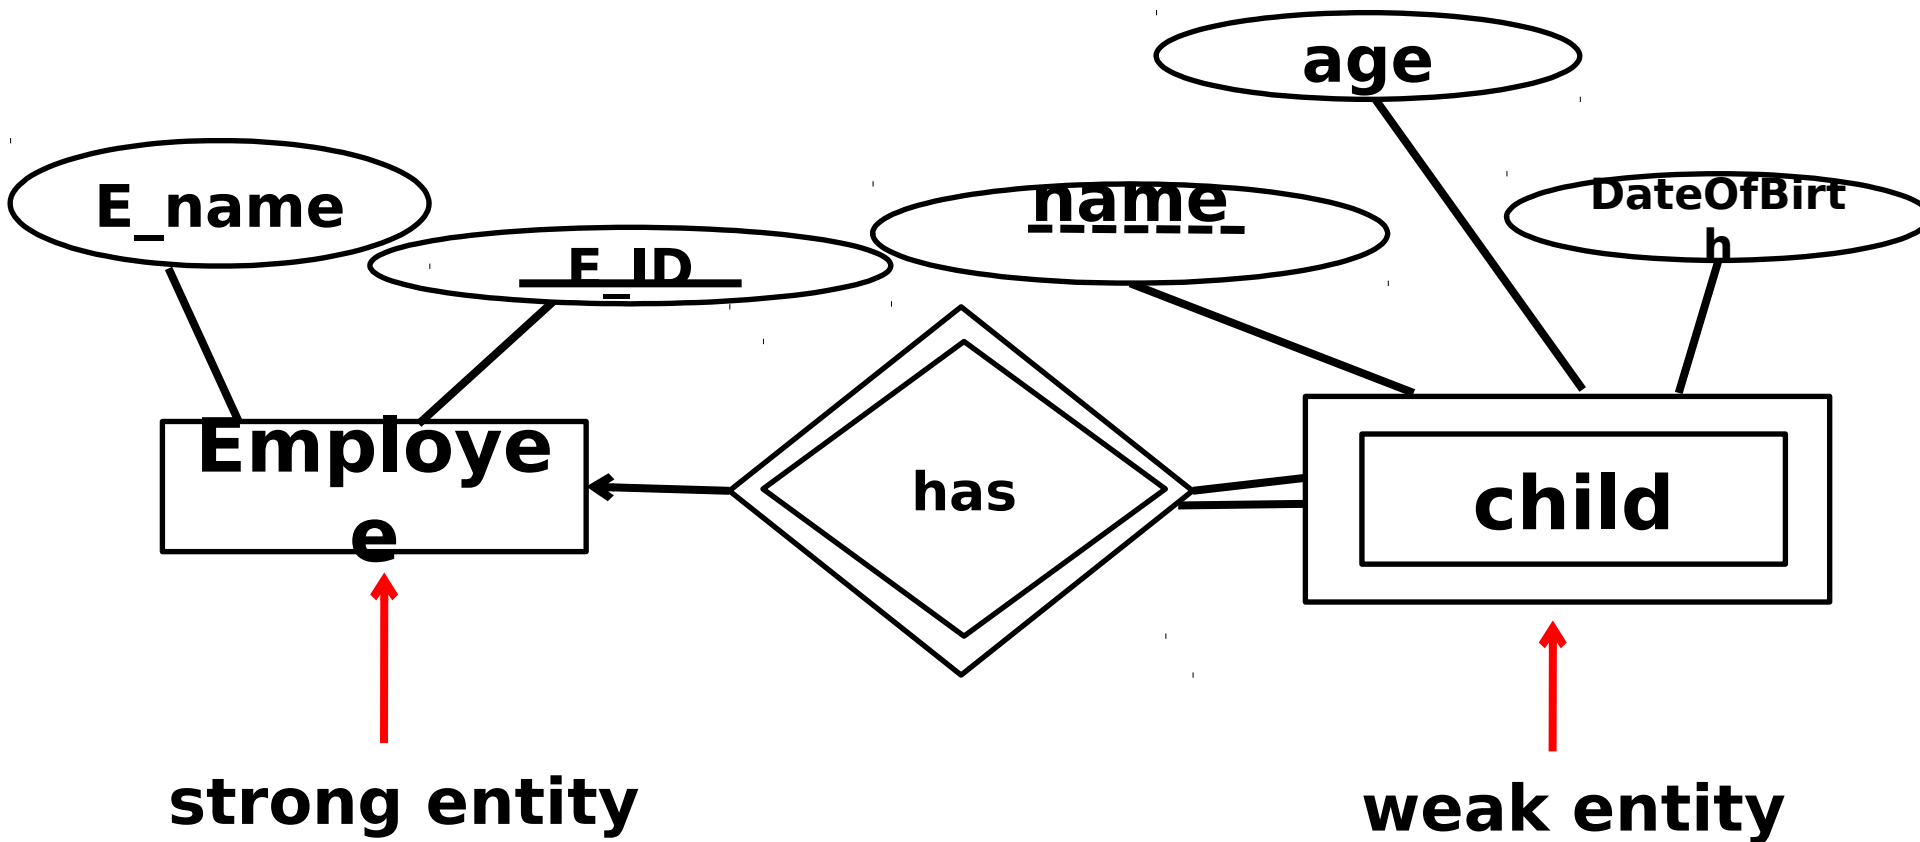 age
E_name
name
DateOfBirt
h
E_ID
Employe
e
has
child
strong entity
weak entity